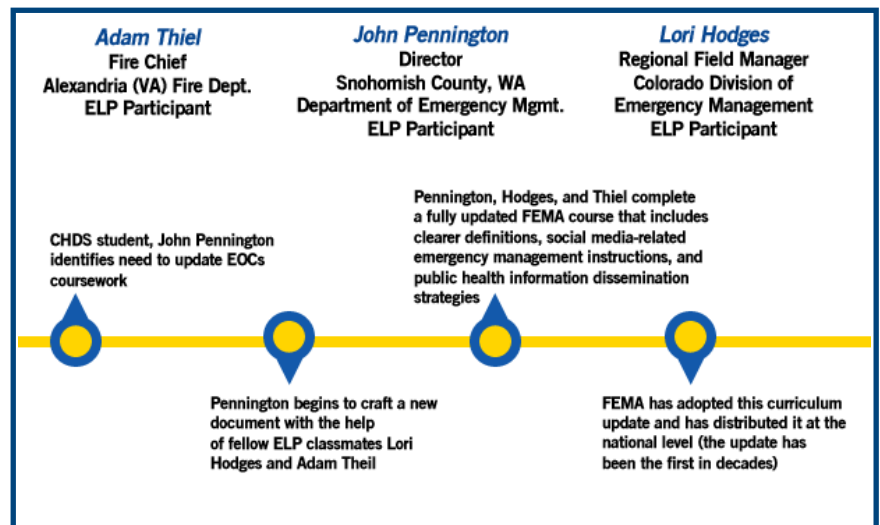 Adam Thiel
Fire Chief
Alexandria (VA) Fire Dept.
ELP Participant
John Pennington
Director
Snohomish County, WA
Department of Emergency Mgmt.
ELP Participant
Lori Hodges
Regional Field Manager
Colorado Division of
Emergency Management
ELP Participant
CHDS student, John Pennington
identifies need to update EOCs
coursework
Pennington begins to craft a new
document with the help
of fellow ELP classmates Lori
Hodges and Adam Theil
Pennington, Hodges, and Thiel complete
a fully updated FEMA course that includes
clearer definitions, social media-related
emergency management instructions, and
public health information dissemination
strategies
FEMA has adopted this curriculum
update and has distributed it at the
national level (the update has
been the first in decades)